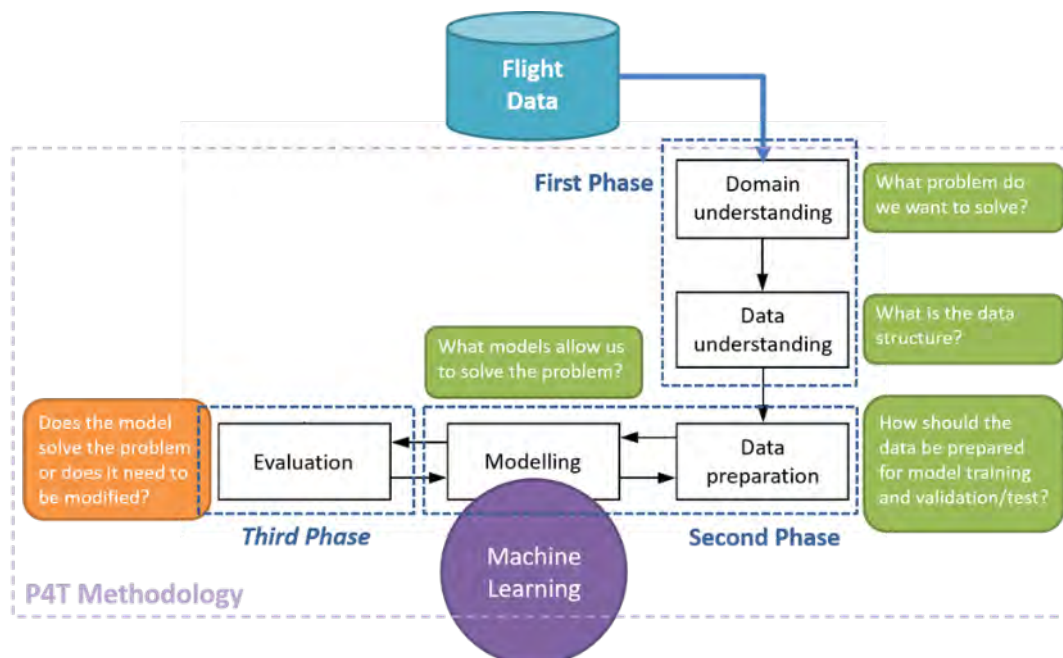 Flight
Data
First Phase
Domain
understanding
What problem do
we want to solve?
Data
understanding
What is the data
structure?
What models allow us
to solve the problem?
Does the model
solve the problem
or does it need to
be modified?
Evaluation
Modelling
Data
preparation
How should the
data be prepared
for model training
and validation/test?
Third Phase
Second Phase
Machine
Learning
P4T Methodology